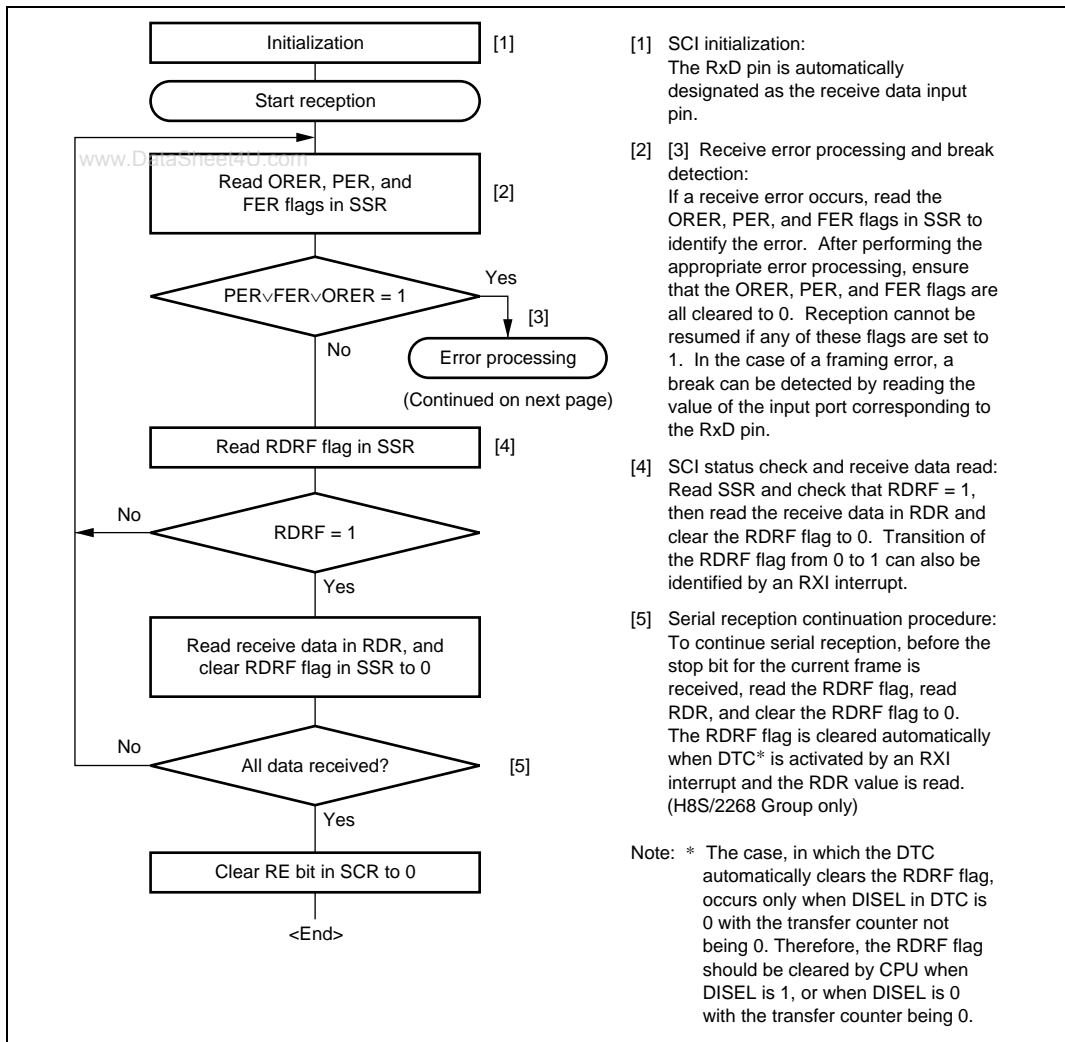 Initialization
[1]
Start reception
www.DataSheet4U.com
Read ORER, PER, and
FER flags in SSR
[2]
Yes
PER∨FER∨ORER = 1
[3]
No
Error processing
(Continued on next page)
Read RDRF flag in SSR
[4]
No
RDRF = 1
Yes
Read receive data in RDR, and
clear RDRF flag in SSR to 0
No
All data received?
[5]
Yes
Clear RE bit in SCR to 0
<End>
[1] SCI initialization:
The RxD pin is automatically
designated as the receive data input
pin.
[2] [3] Receive error processing and break
detection:
If a receive error occurs, read the
ORER, PER, and FER flags in SSR to
identify the error. After performing the
appropriate error processing, ensure
that the ORER, PER, and FER flags are
all cleared to 0. Reception cannot be
resumed if any of these flags are set to
1. In the case of a framing error, a
break can be detected by reading the
value of the input port corresponding to
the RxD pin.
[4] SCI status check and receive data read:
Read SSR and check that RDRF = 1,
then read the receive data in RDR and
clear the RDRF flag to 0. Transition of
the RDRF flag from 0 to 1 can also be
identified by an RXI interrupt.
[5] Serial reception continuation procedure:
To continue serial reception, before the
stop bit for the current frame is
received, read the RDRF flag, read
RDR, and clear the RDRF flag to 0.
The RDRF flag is cleared automatically
when DTC* is activated by an RXI
interrupt and the RDR value is read.
(H8S/2268 Group only)
Note: * The case, in which the DTC
automatically clears the RDRF flag,
occurs only when DISEL in DTC is
0 with the transfer counter not
being 0. Therefore, the RDRF flag
should be cleared by CPU when
DISEL is 1, or when DISEL is 0
with the transfer counter being 0.